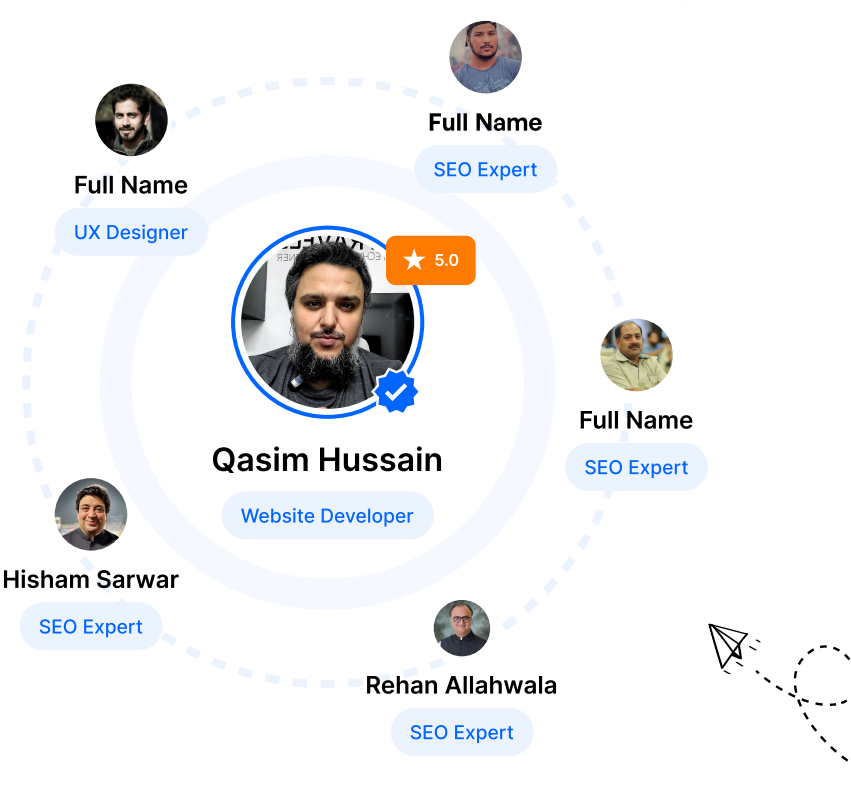 Full Name
SEO Expert
Full Name
UX Designer
5.0
Full Name
SEO Expert
Qasim Hussain
Website Developer
Hisham Sarwar
SEO Expert
Rehan Allahwala
SEO Expert